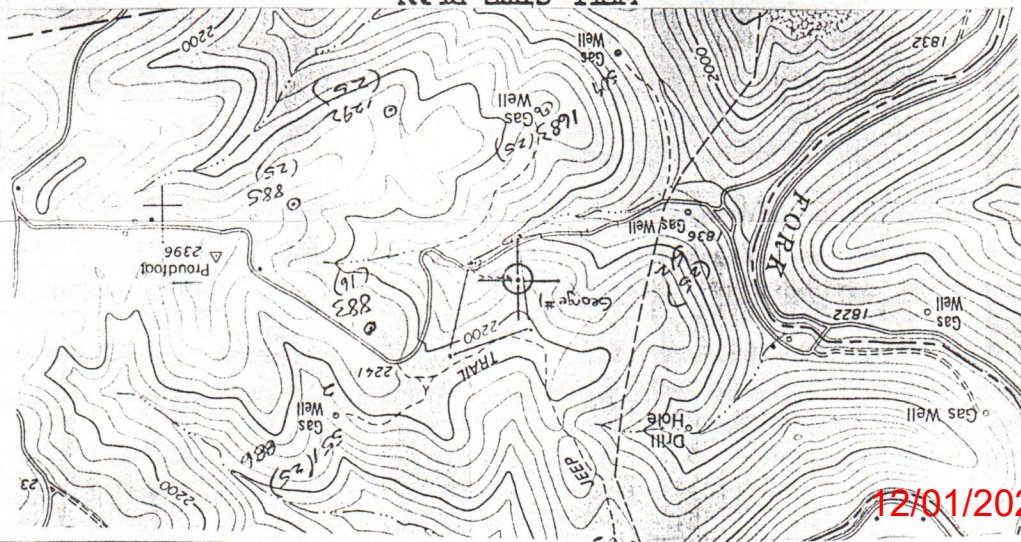 12/01/202
23
2200
JEEP
886
(25)
Gas Well
Drill
Hole
Gas
Well
2241
TRAIL
2200
883
(16)
George #1
1822
Gas
Well
Proudfoot
2396
1836
Gas Well
FORK
885
(25)
1292
(25)
1683
(25)
Gas
Well
Gas
Well
2200
2000
1832